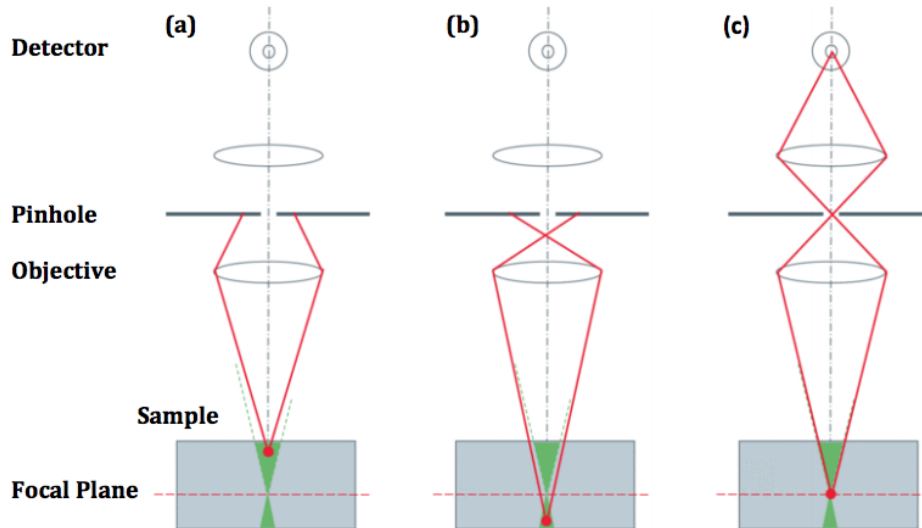 (a) (b) (c)
Detector
Pinhole
Objective
Sample
Focal Plane